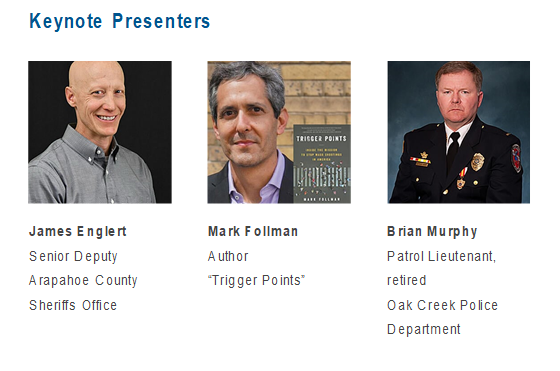 Keynote Presenters
TRIGGER POINTS
INSIDE THE MISSION
TO STOP MASS SHOOTINGS
IN AMERICA
MARK FOLLMAN
James Englert
Senior Deputy
Arapahoe County
Sheriffs Office
Mark Follman
Author
“Trigger Points”
Brian Murphy
Patrol Lieutenant,
retired
Oak Creek Police
Department